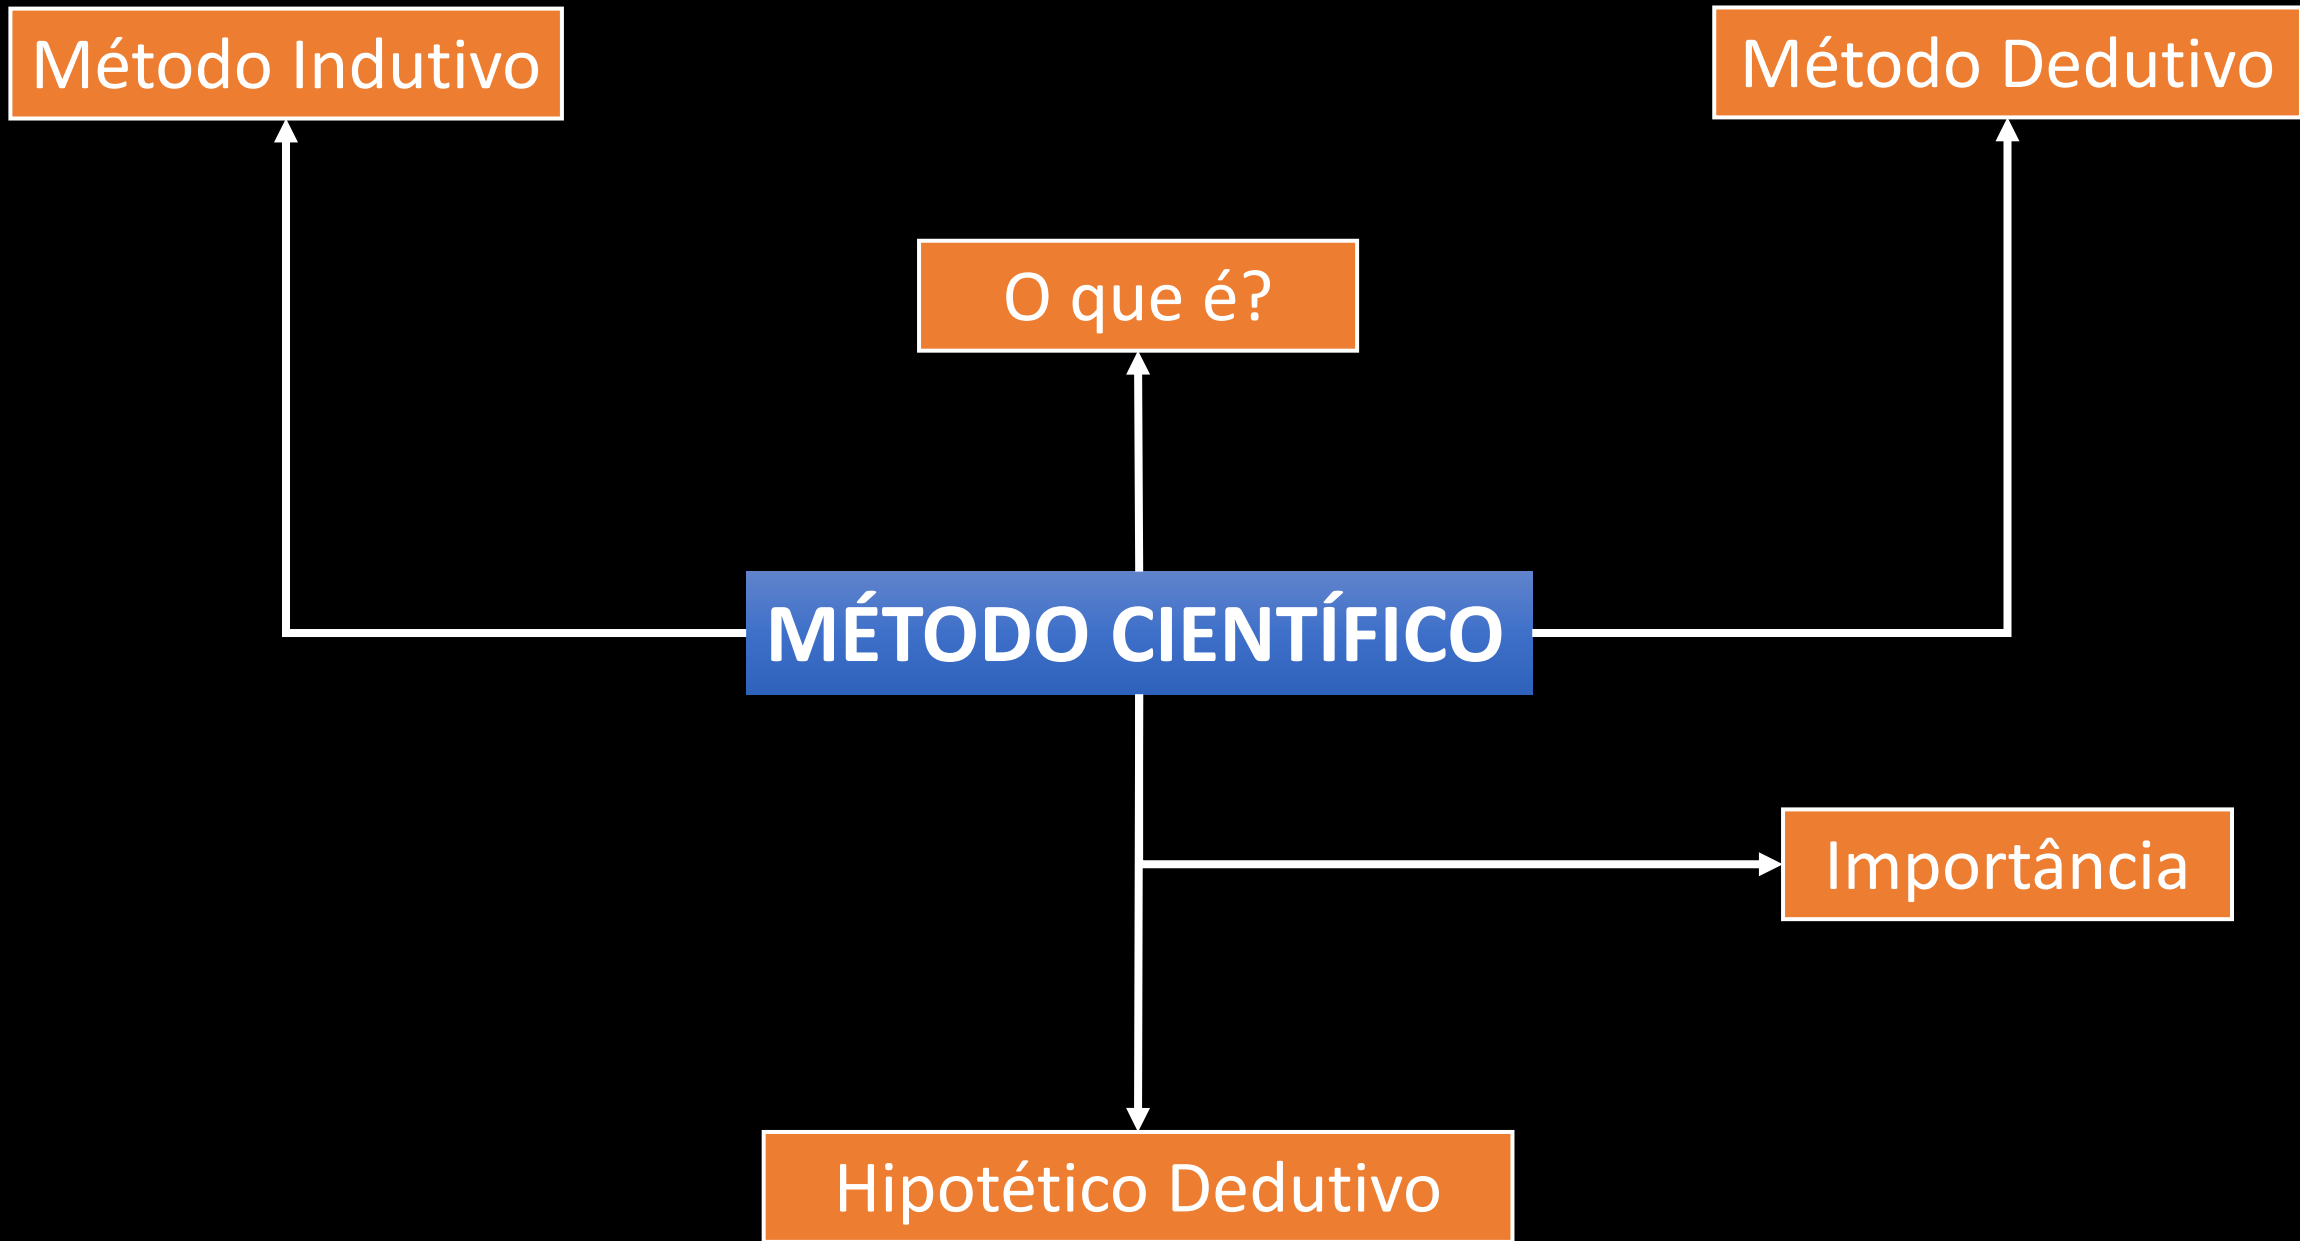 Método Indutivo
Método Dedutivo
O que é?
MÉTODO CIENTÍFICO
Importância
Hipotético Dedutivo